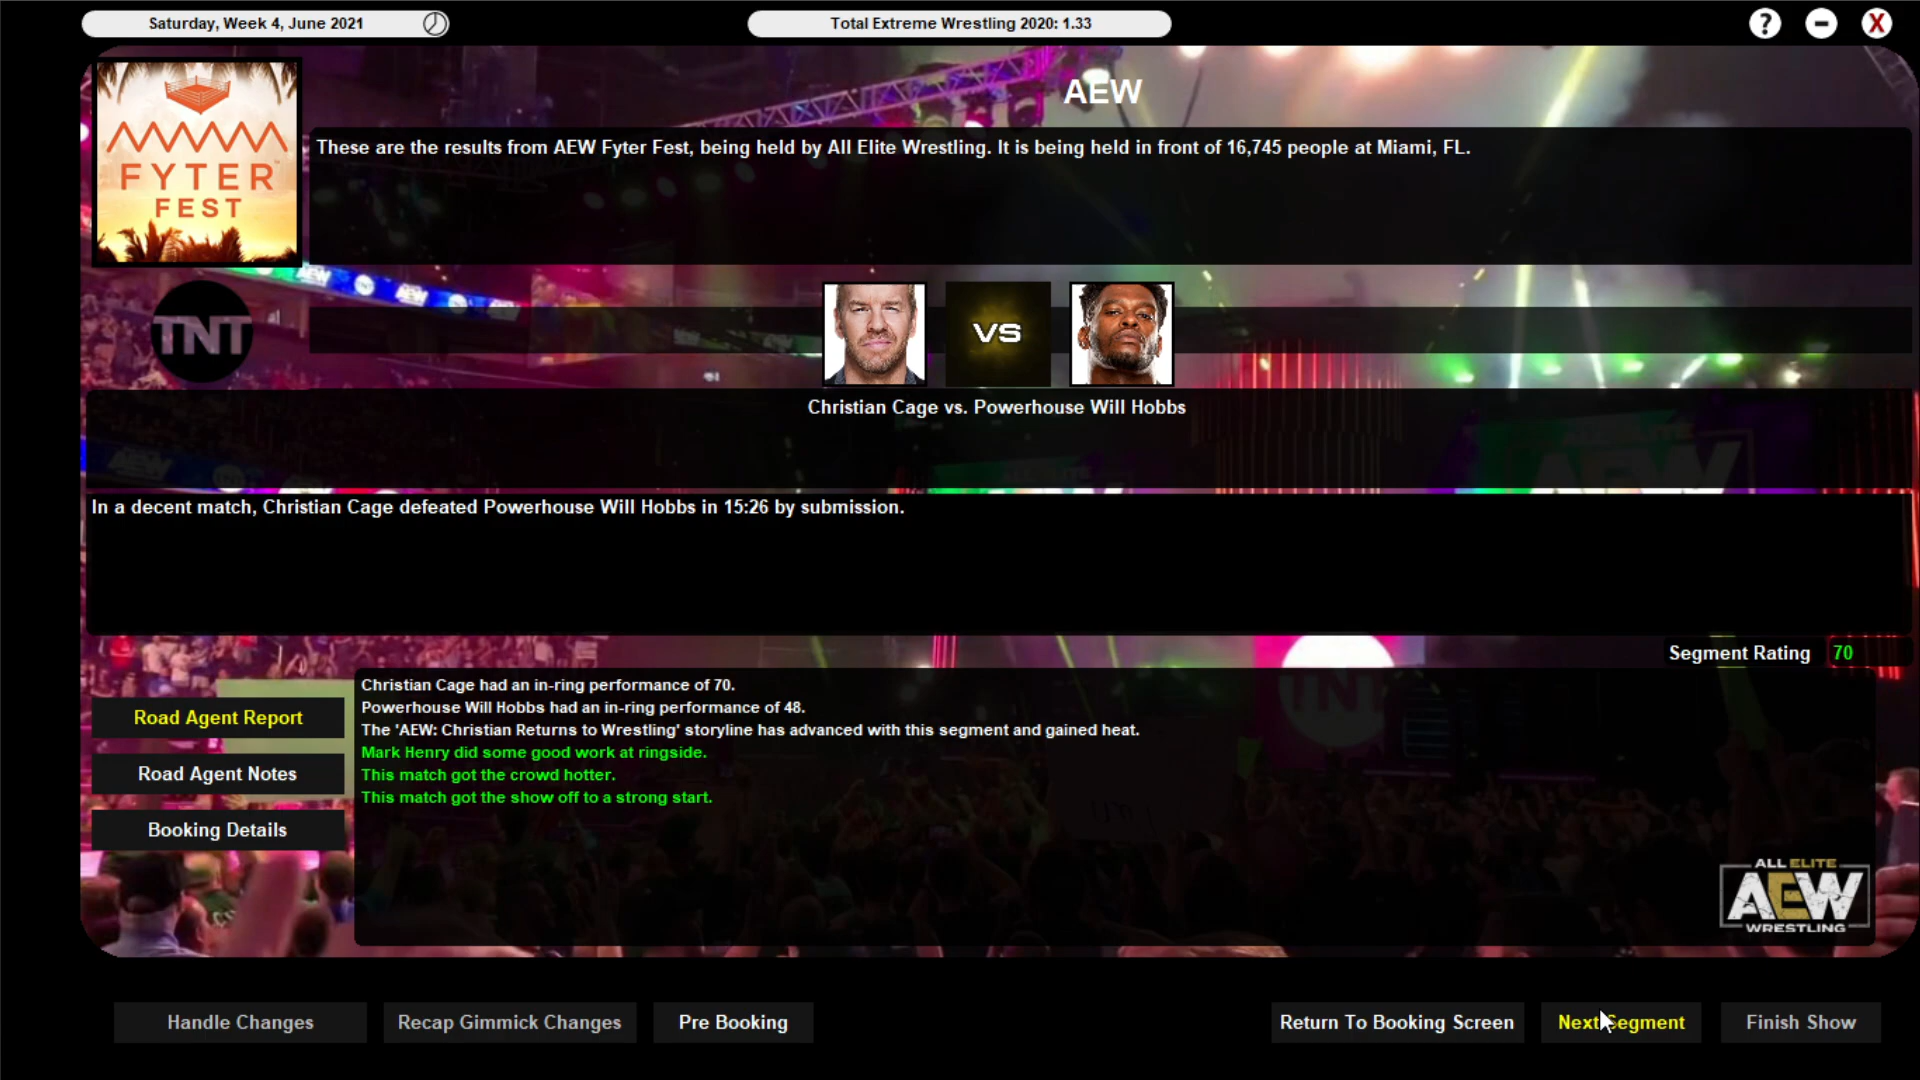 Saturday, Week 4, June 2021
Total Extreme Wrestling 2020: 1.33
?
X
FYTER
FEST
AEW
These are the results from AEW Fyter Fest, being held by All Elite Wrestling. It is being held in front of 16,745 people at Miami, FL.
TNT
VS
Christian Cage vs. Powerhouse Will Hobbs
In a decent match, Christian Cage defeated Powerhouse Will Hobbs in 15:26 by submission.
Segment Rating 70
Road Agent Report
Road Agent Notes
Booking Details
Christian Cage had an in-ring performance of 70.
Powerhouse Will Hobbs had an in-ring performance of 48.
The 'AEW: Christian Returns to Wrestling' storyline has advanced with this segment and gained heat.
Mark Henry did some good work at ringside.
This match got the crowd hotter.
This match got the show off to a strong start.
ALL ELITE
AEW
WRESTLING
Handle Changes
Recap Gimmick Changes
Pre Booking
Return To Booking Screen
Next Segment
Finish Show